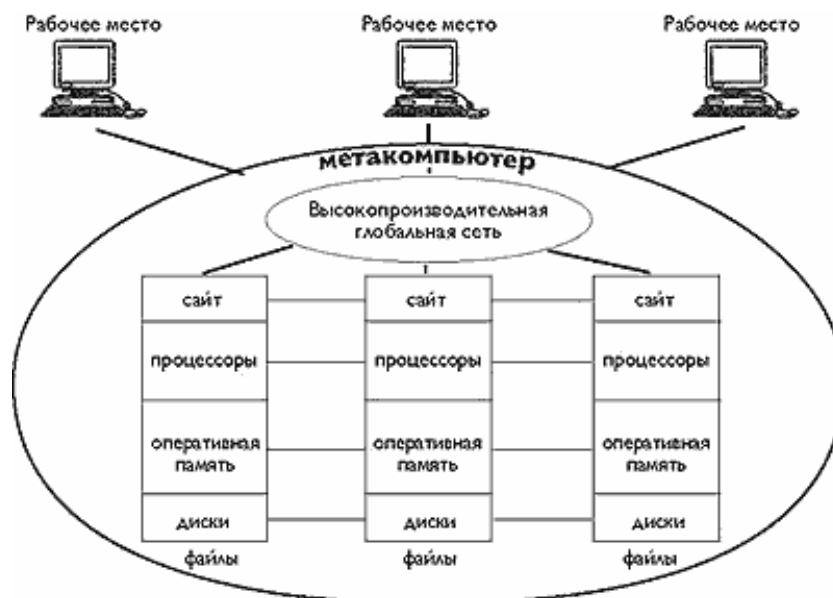 Рабочее место Рабочее место Рабочее место
метакомпьютер
Высокопроизводительная
глобальная сеть
сайт сайт сайт
процессоры процессоры процессоры
оперативная оперативная оперативная
память память память
диски диски диски
файлы файлы файлы